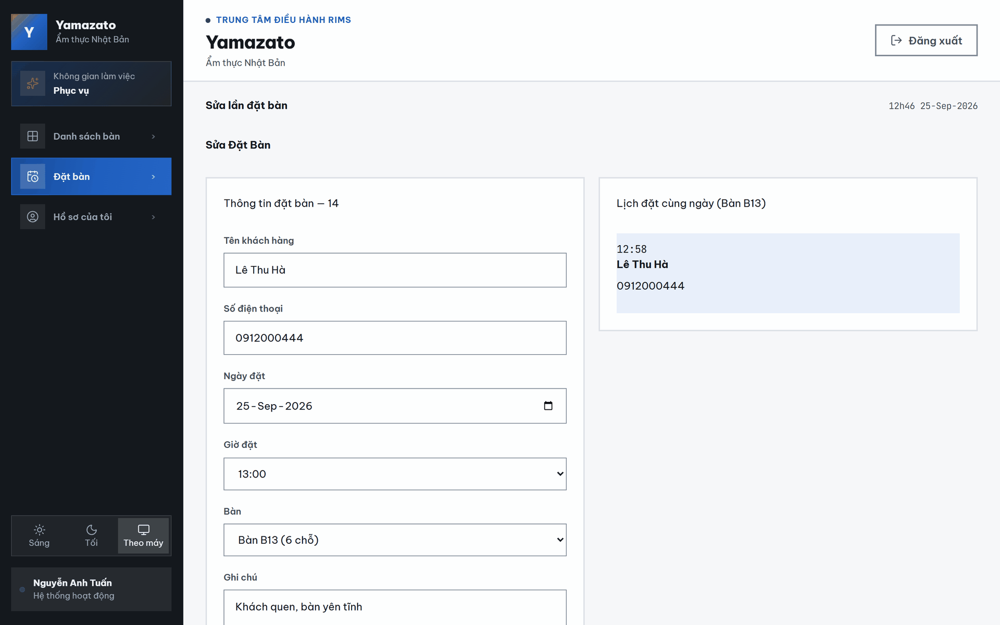 Y
Yamazato
Ẩm thực Nhật Bản
Không gian làm việc
Phục vụ
Danh sách bàn
Đặt bàn
Hồ sơ của tôi
Sáng
Tối
Theo máy
Nguyễn Anh Tuấn
Hệ thống hoạt động
TRUNG TÂM ĐIỀU HÀNH RIMS
Yamazato
Ẩm thực Nhật Bản
Đăng xuất
Sửa lần đặt bàn
12h46 25-Sep-2026
Sửa Đặt Bàn
Thông tin đặt bàn — 14
Tên khách hàng
Lê Thu Hà
Số điện thoại
0912000444
Ngày đặt
25-Sep-2026
Giờ đặt
13:00
Bàn
Bàn B13 (6 chỗ)
Ghi chú
Khách quen, bàn yên tĩnh
Lịch đặt cùng ngày (Bàn B13)
12:58
Lê Thu Hà
0912000444